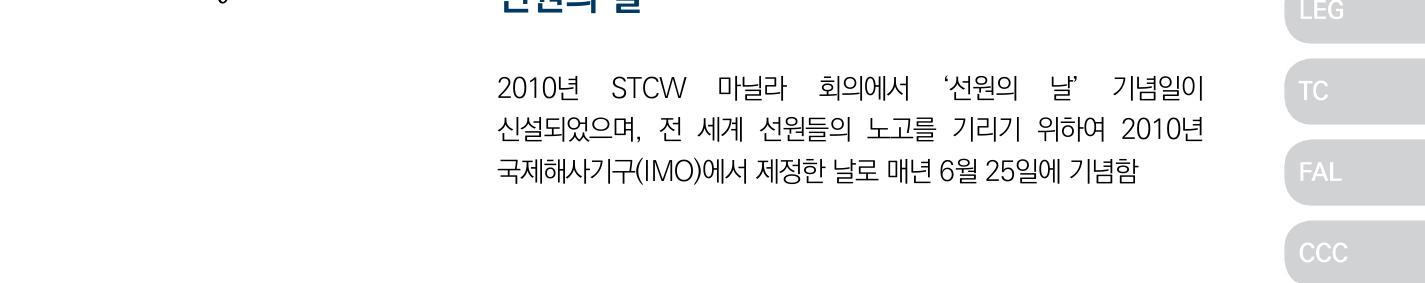 선원의 날
2010년 STCW 마닐라 회의에서 ‘선원의 날’ 기념일이
신설되었으며, 전 세계 선원들의 노고를 기리기 위하여 2010년
국제해사기구(IMO)에서 제정한 날로 매년 6월 25일에 기념함
LEG
TC
FAL
CCC